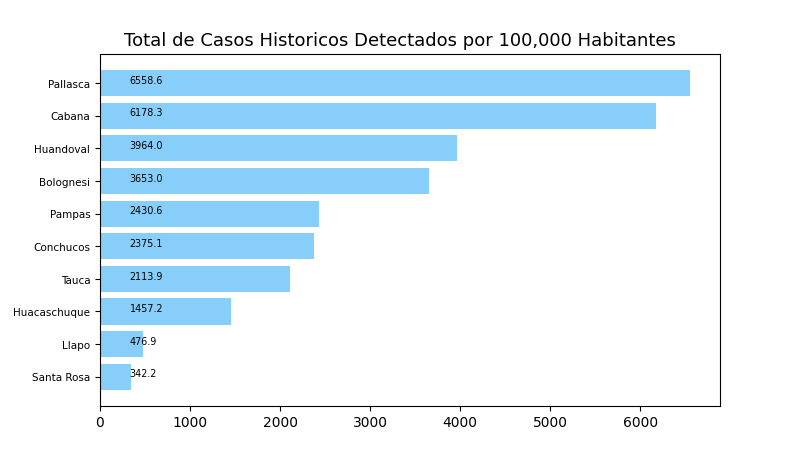 Total de Casos Historicos Detectados por 100,000 Habitantes
Pallasca 6558.6
Cabana 6178.3
Huandoval 3964.0
Bolognesi 3653.0
Pampas 2430.6
Conchucos 2375.1
Tauca 2113.9
Huacaschuque 1457.2
Llapo 476.9
Santa Rosa 342.2
0 1000 2000 3000 4000 5000 6000